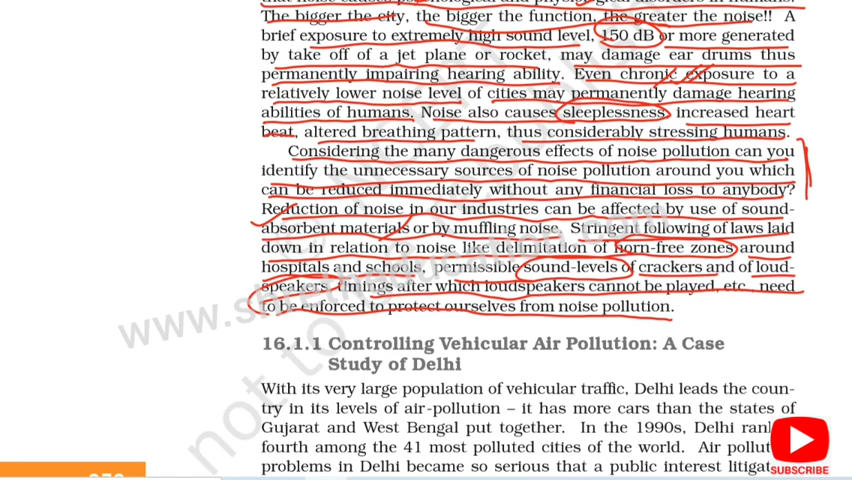 that noise causes psychological and physiological disorders in humans.
The bigger the city, the bigger the function, the greater the noise!! A
brief exposure to extremely high sound level, 150 dB or more generated
by take off of a jet plane or rocket, may damage ear drums thus
permanently impairing hearing ability. Even chronic exposure to a
relatively lower noise level of cities may permanently damage hearing
abilities of humans. Noise also causes sleeplessness, increased heart
beat, altered breathing pattern, thus considerably stressing humans.
Considering the many dangerous effects of noise pollution can you
identify the unnecessary sources of noise pollution around you which
can be reduced immediately without any financial loss to anybody?
Reduction of noise in our industries can be affected by use of sound-
absorbent materials or by muffling noise. Stringent following of laws laid
down in relation to noise like delimitation of horn-free zones around
hospitals and schools, permissible sound-levels of crackers and of loud-
speakers, timings after which loudspeakers cannot be played, etc., need
to be enforced to protect ourselves from noise pollution.
16.1.1 Controlling Vehicular Air Pollution: A Case
Study of Delhi
With its very large population of vehicular traffic, Delhi leads the coun-
try in its levels of air-pollution – it has more cars than the states of
Gujarat and West Bengal put together. In the 1990s, Delhi
fourth among the 41 most polluted cities of the world. Air
problems in Delhi became so serious that a public interest
SUBSCRIBE
not to